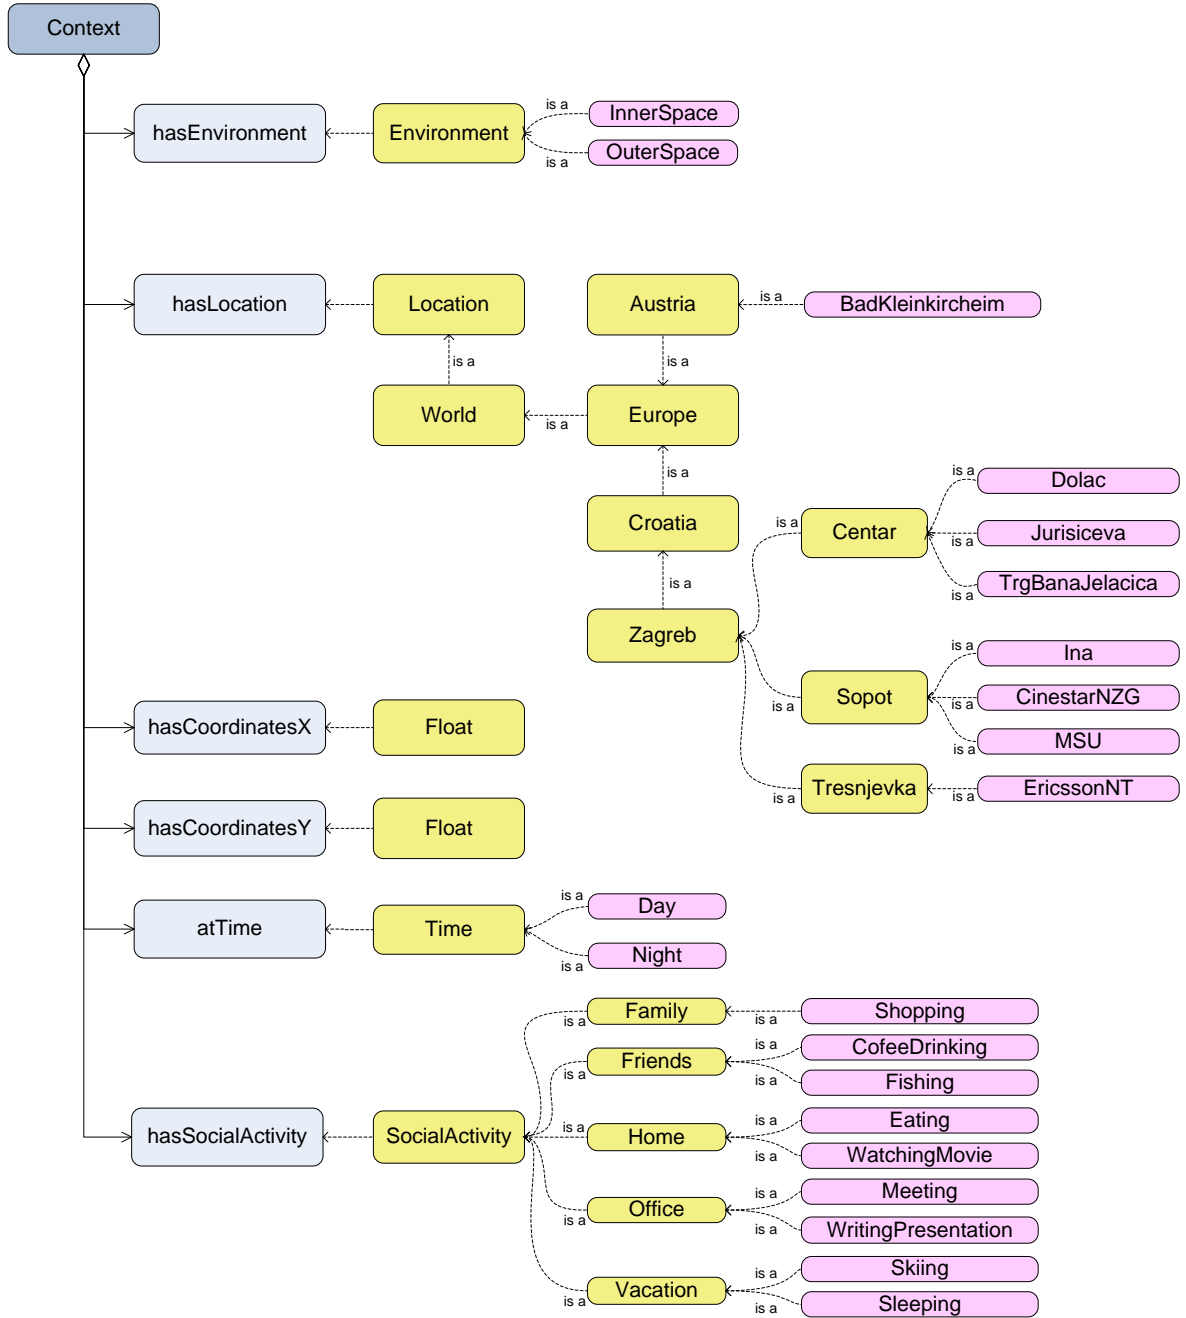 Context
hasEnvironment
Environment
is a
InnerSpace
is a
OuterSpace
hasLocation
Location
Austria
is a
BadKleinkircheim
is a
is a
World
is a
Europe
is a
Croatia
is a
Zagreb
is a
Centar
is a
Dolac
is a
Jurisiceva
is a
TrgBanaJelacica
is a
Sopot
is a
Ina
is a
CinestarNZG
is a
MSU
is a
Tresnjevka
is a
EricssonNT
hasCoordinatesX
Float
hasCoordinatesY
Float
atTime
Time
is a
Day
is a
Night
hasSocialActivity
SocialActivity
is a
Family
is a
Shopping
is a
Friends
is a
CofeeDrinking
is a
Fishing
is a
Home
is a
Eating
is a
WatchingMovie
is a
Office
is a
Meeting
is a
WritingPresentation
is a
Vacation
is a
Skiing
is a
Sleeping